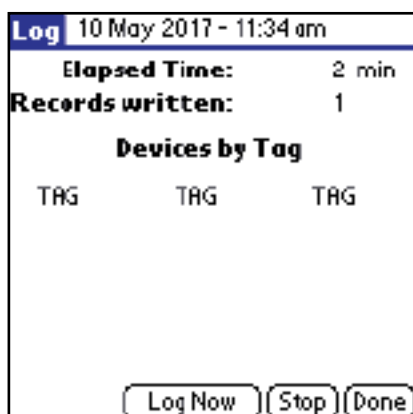 Log 10 May 2017 - 11:34 am
Elapsed Time: 2 min
Records written: 1
Devices by Tag
TAG TAG TAG
Log Now Stop Done